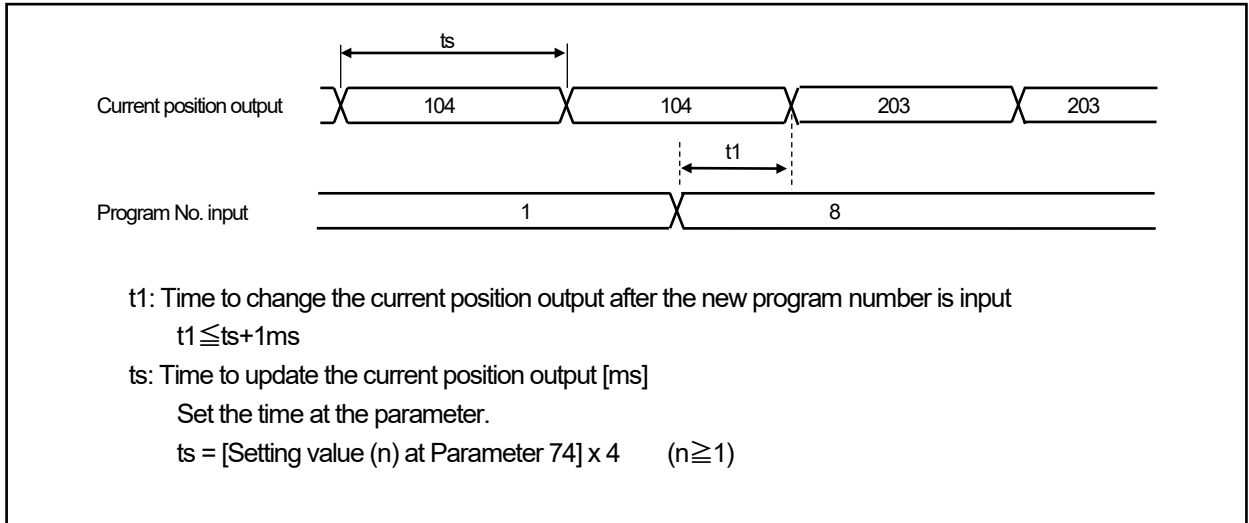 ts
Current position output 104 104 203 203
t1
Program No. input 1 8
t1: Time to change the current position output after the new program number is input
t1≦ts+1ms
ts: Time to update the current position output [ms]
Set the time at the parameter.
ts = [Setting value (n) at Parameter 74] x 4 (n≧1)